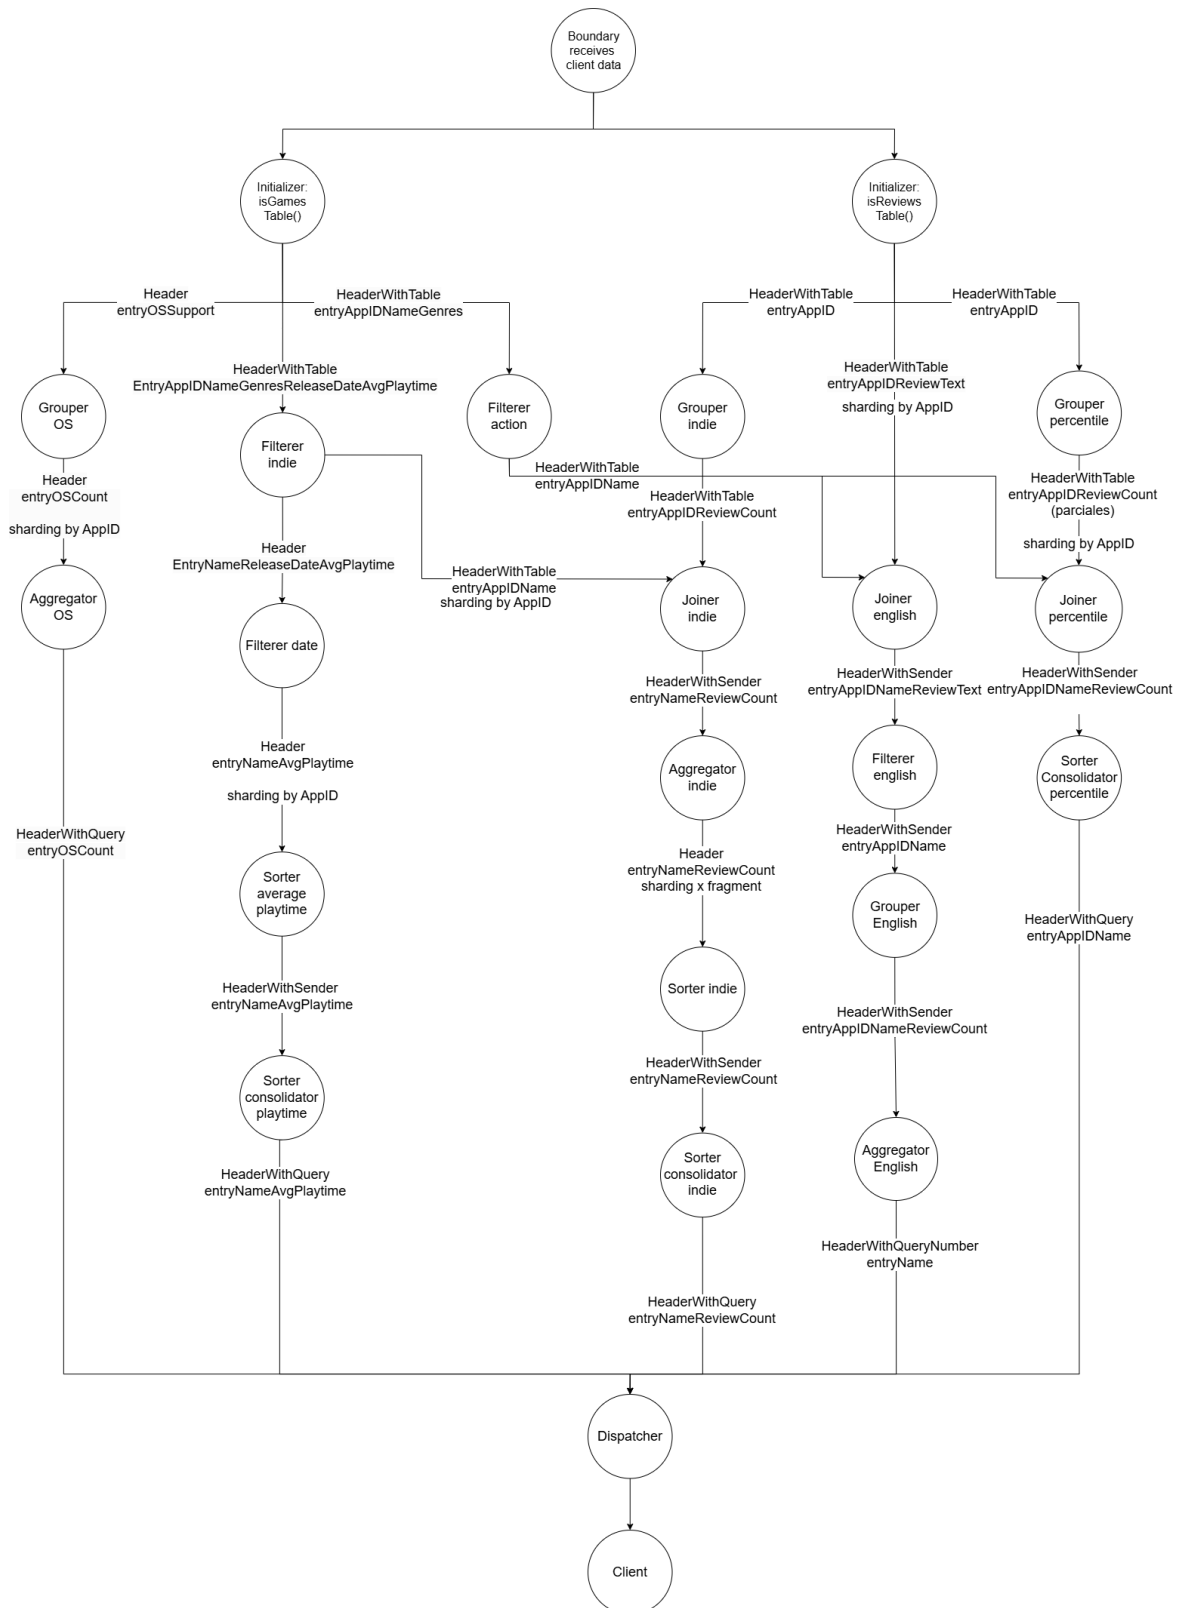 Boundary
receives
client data
Initializer:
isGames
Table()
Initializer:
isReviews
Table()
Header
entryOSSupport
HeaderWithTable
entryAppIDNameGenres
HeaderWithTable
entryAppID
HeaderWithTable
entryAppID
HeaderWithTable
EntryAppIDNameGenresReleaseDateAvgPlaytime
HeaderWithTable
entryAppIDReviewText
sharding by AppID
Grouper
OS
Filterer
indie
Filterer
action
Grouper
indie
Grouper
percentile
Header
entryOSCount
sharding by AppID
HeaderWithTable
entryAppIDName
HeaderWithTable
entryAppIDReviewCount
HeaderWithTable
entryAppIDReviewCount
(parciales)
sharding by AppID
Header
EntryNameReleaseDateAvgPlaytime
HeaderWithTable
entryAppIDName
sharding by AppID
Aggregator
OS
Filterer date
Joiner
indie
Joiner
english
Joiner
percentile
HeaderWithSender
entryNameReviewCount
HeaderWithSender
entryAppIDNameReviewText
HeaderWithSender
entryAppIDNameReviewCount
Header
entryNameAvgPlaytime
sharding by AppID
Aggregator
indie
Filterer
english
Sorter
Consolidator
percentile
HeaderWithQuery
entryOSCount
Header
entryNameReviewCount
sharding x fragment
HeaderWithSender
entryAppIDName
Sorter
average
playtime
Grouper
English
HeaderWithQuery
entryAppIDName
HeaderWithSender
entryNameAvgPlaytime
Sorter indie
HeaderWithSender
entryAppIDNameReviewCount
HeaderWithSender
entryNameReviewCount
Sorter
consolidator
playtime
Sorter
consolidator
indie
Aggregator
English
HeaderWithQuery
entryNameAvgPlaytime
HeaderWithQueryNumber
entryName
HeaderWithQuery
entryNameReviewCount
Dispatcher
Client